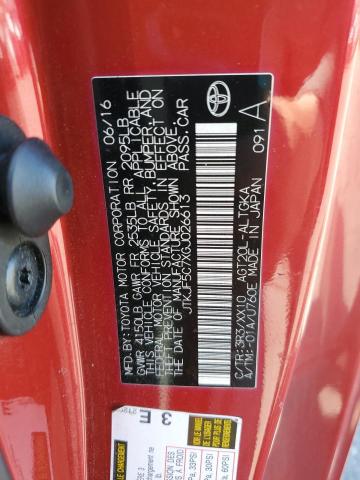 MFD. BY: TOYOTA MOTOR CORPORATION 06/16
GVWR 4150LB GAWR FR 2535LB RR 2095LB
THIS VEHICLE CONFORMS TO ALL APPLICABLE
FEDERAL MOTOR VEHICLE SAFETY, BUMPER, AND
THEFT PREVENTION STANDARDS IN EFFECT ON
THE DATE OF MANUFACTURE SHOWN ABOVE.
JTKJF5C7XGJ026613 PASS. CAR
C/TR: 3R3/XX10 AGT20L-ALTGKA
A/TM: -01A/U760E MADE IN JAPAN
091 A
3 E